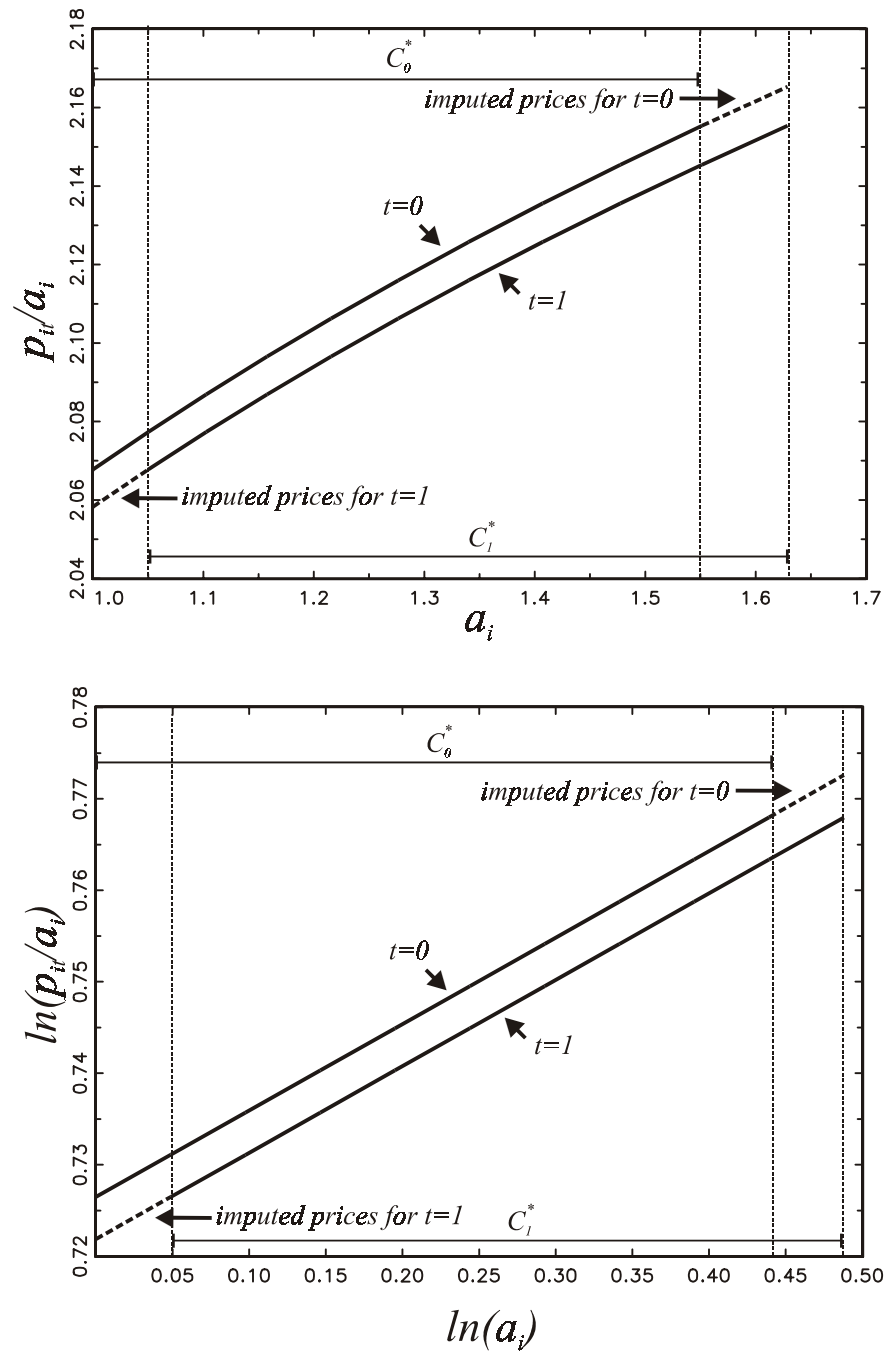 2.18
2.16
2.14
2.12
2.10
2.08
2.06
2.04
p_it/a_i
C*_0
imputed prices for t=0
t=0
t=1
imputed prices for t=1
C*_1
1.0 1.1 1.2 1.3 1.4 1.5 1.6 1.7
a_i
0.78
0.77
0.76
0.75
0.74
0.73
0.72
ln(p_it/a_i)
C*_0
imputed prices for t=0
t=0
t=1
imputed prices for t=1
C*_1
0.05 0.10 0.15 0.20 0.25 0.30 0.35 0.40 0.45 0.50
ln(a_i)